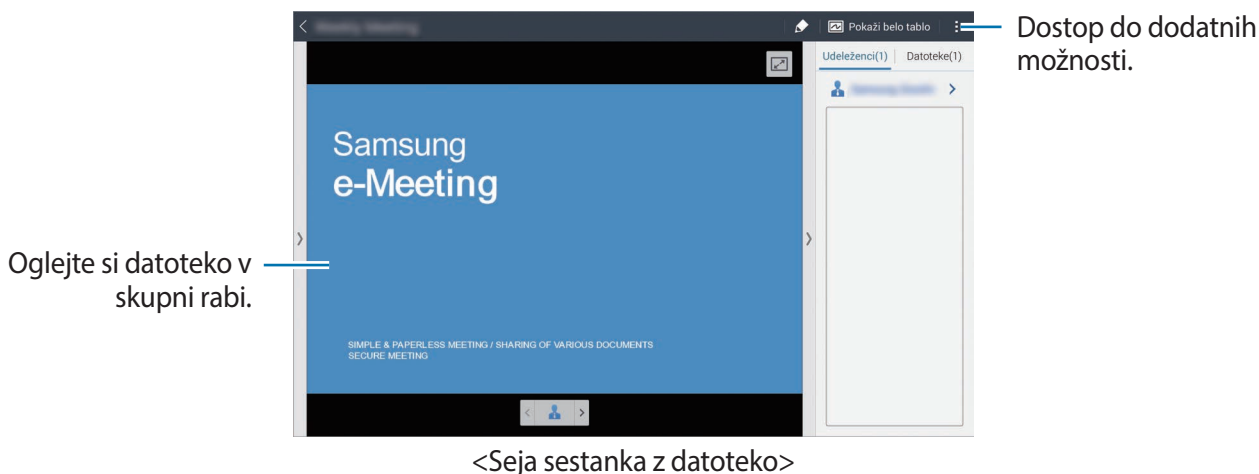 Pokaži belo tablo
Dostop do dodatnih
možnosti.
Udeleženci(1)
Datoteke(1)
Samsung
e-Meeting
Oglejte si datoteko v
skupni rabi.
SIMPLE & PAPERLESS MEETING / SHARING OF VARIOUS DOCUMENTS
SECURE MEETING
<Seja sestanka z datoteko>